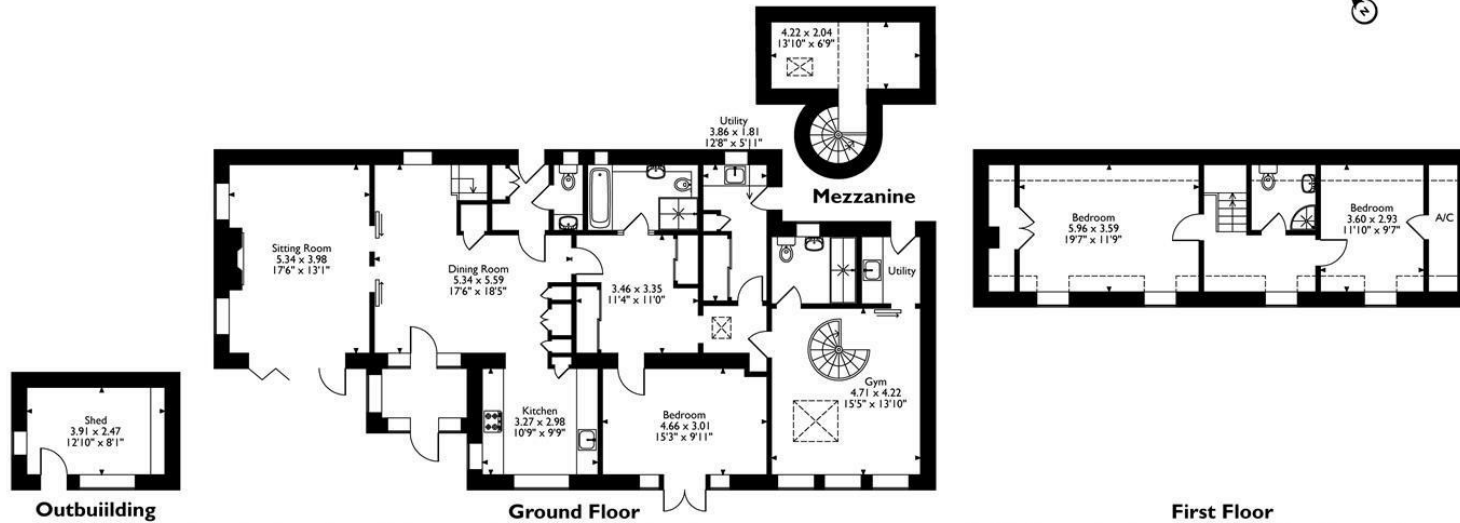 4.22 x 2.04
13'10" x 6'9"
Mezzanine
Utility
3.86 x 1.81
12'8" x 5'11"
Sitting Room
5.34 x 3.98
17'6" x 13'1"
Dining Room
5.34 x 5.59
17'6" x 18'5"
3.46 x 3.35
11'4" x 11'0"
Utility
Gym
4.71 x 4.22
15'5" x 13'10"
Kitchen
3.27 x 2.98
10'9" x 9'9"
Bedroom
4.66 x 3.01
15'3" x 9'11"
Ground Floor
Shed
3.91 x 2.47
12'10" x 8'1"
Outbuiilding
Bedroom
5.96 x 3.59
19'7" x 11'9"
Bedroom
3.60 x 2.93
11'10" x 9'7"
A/C
First Floor
N